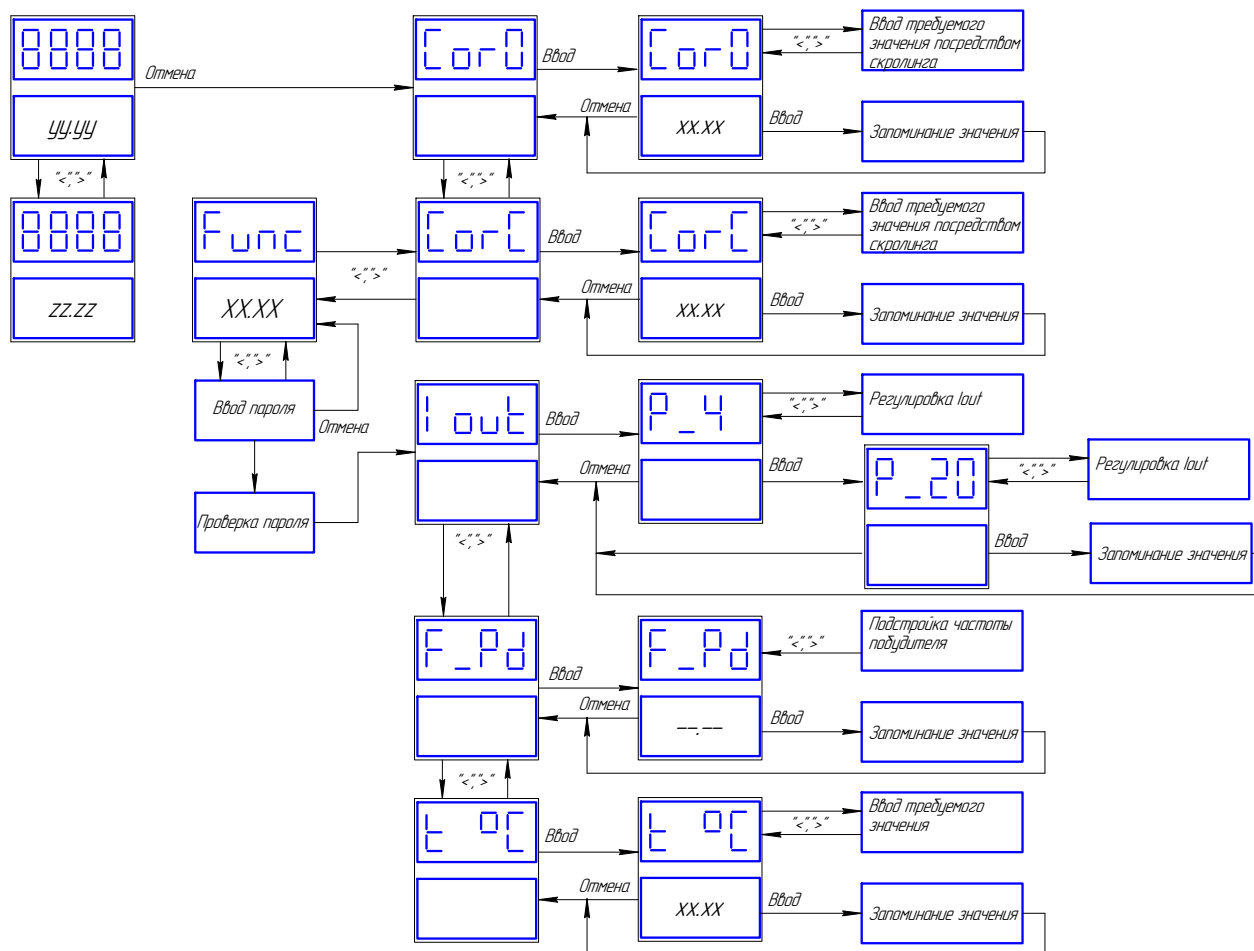 8888
Отмена
yy.yy
"<",">"
8888
zz.zz
Func
XX.XX
"<",">"
"<",">"
Ввод пароля
Отмена
Проверка пароля
Cor0
Ввод
Cor0
"<",">"
Ввод требуемого
значения посредством
скролинга
Отмена
XX.XX
Ввод
Запоминание значения
"<",">"
CorC
Ввод
CorC
"<",">"
Ввод требуемого
значения посредством
скролинга
Отмена
XX.XX
Ввод
Запоминание значения
I out
Ввод
P_4
"<",">"
Регулировка Iout
Отмена
Ввод
P_20
"<",">"
Регулировка Iout
Ввод
Запоминание значения
"<",">"
F_Pd
Ввод
F_Pd
"<",">"
Подстройка частоты
побудителя
Отмена
--.--
Ввод
Запоминание значения
"<",">"
t °C
Ввод
t °C
"<",">"
Ввод требуемого
значения
Отмена
XX.XX
Ввод
Запоминание значения